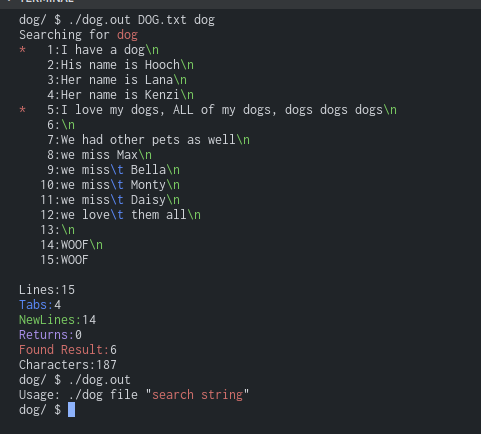 TERMINAL
dog/ $ ./dog.out DOG.txt dog
Searching for dog
*   1:I have a dog\n
    2:His name is Hooch\n
    3:Her name is Lana\n
    4:Her name is Kenzi\n
*   5:I love my dogs, ALL of my dogs, dogs dogs dogs\n
    6:\n
    7:We had other pets as well\n
    8:we miss Max\n
    9:we miss\t Bella\n
   10:we miss\t Monty\n
   11:we miss\t Daisy\n
   12:we love\t them all\n
   13:\n
   14:WOOF\n
   15:WOOF
Lines:15
Tabs:4
NewLines:14
Returns:0
Found Result:6
Characters:187
dog/ $ ./dog.out
Usage: ./dog file "search string"
dog/ $